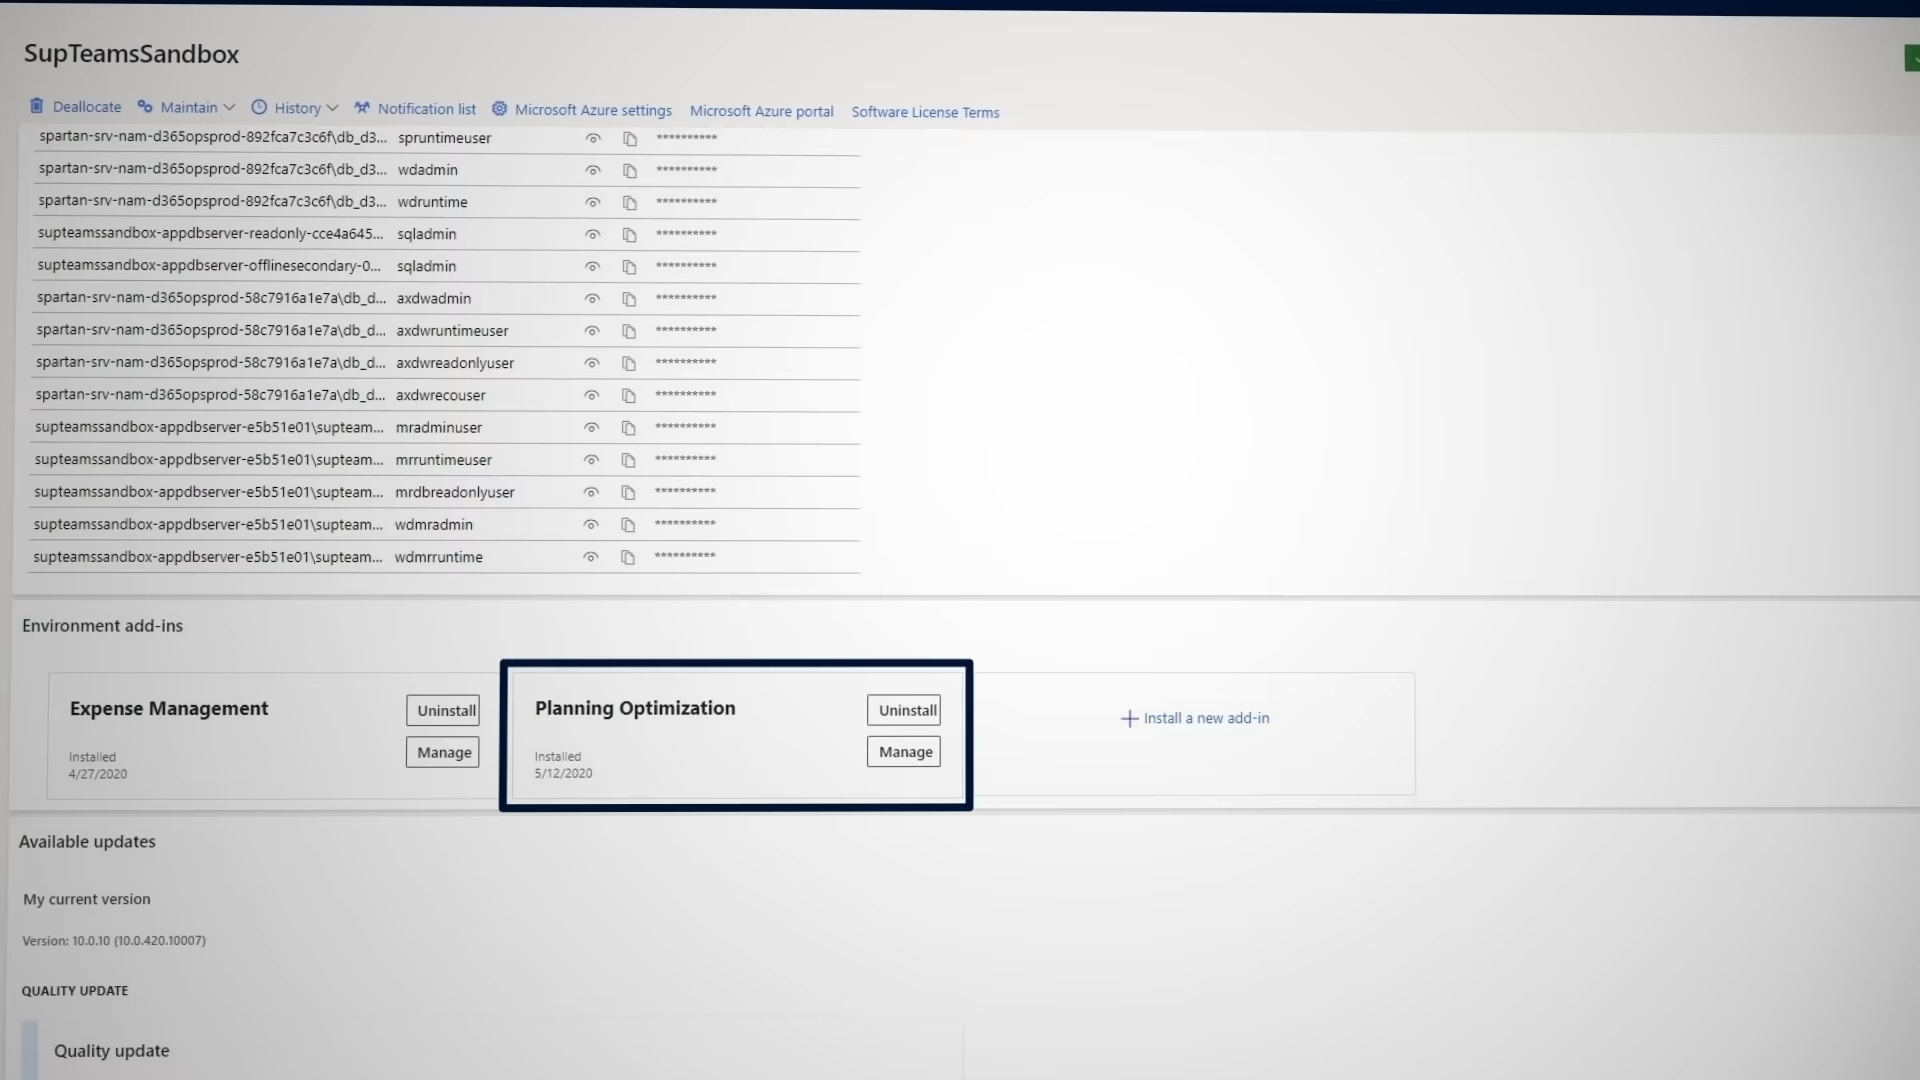 SupTeamsSandbox
Deallocate Maintain History Notification list Microsoft Azure settings Microsoft Azure portal Software License Terms
spartan-srv-nam-d365opsprod-892fca7c3c6f\db_d3... spruntimeuser **********
spartan-srv-nam-d365opsprod-892fca7c3c6f\db_d3... wdadmin **********
spartan-srv-nam-d365opsprod-892fca7c3c6f\db_d3... wdruntime **********
supteamssandbox-appdbserver-readonly-cce4a645... sqladmin **********
supteamssandbox-appdbserver-offlinesecondary-0... sqladmin **********
spartan-srv-nam-d365opsprod-58c7916a1e7a\db_d... axdwadmin **********
spartan-srv-nam-d365opsprod-58c7916a1e7a\db_d... axdwruntimeuser **********
spartan-srv-nam-d365opsprod-58c7916a1e7a\db_d... axdwreadonlyuser **********
spartan-srv-nam-d365opsprod-58c7916a1e7a\db_d... axdwrecouser **********
supteamssandbox-appdbserver-e5b51e01\supteam... mradminuser **********
supteamssandbox-appdbserver-e5b51e01\supteam... mrruntimeuser **********
supteamssandbox-appdbserver-e5b51e01\supteam... mrdbreadonlyuser **********
supteamssandbox-appdbserver-e5b51e01\supteam... wdmradmin **********
supteamssandbox-appdbserver-e5b51e01\supteam... wdmrruntime **********
Environment add-ins
Expense Management
Uninstall
Installed
4/27/2020
Manage
Planning Optimization
Uninstall
Installed
5/12/2020
Manage
Install a new add-in
Available updates
My current version
Version: 10.0.10 (10.0.420.10007)
QUALITY UPDATE
Quality update